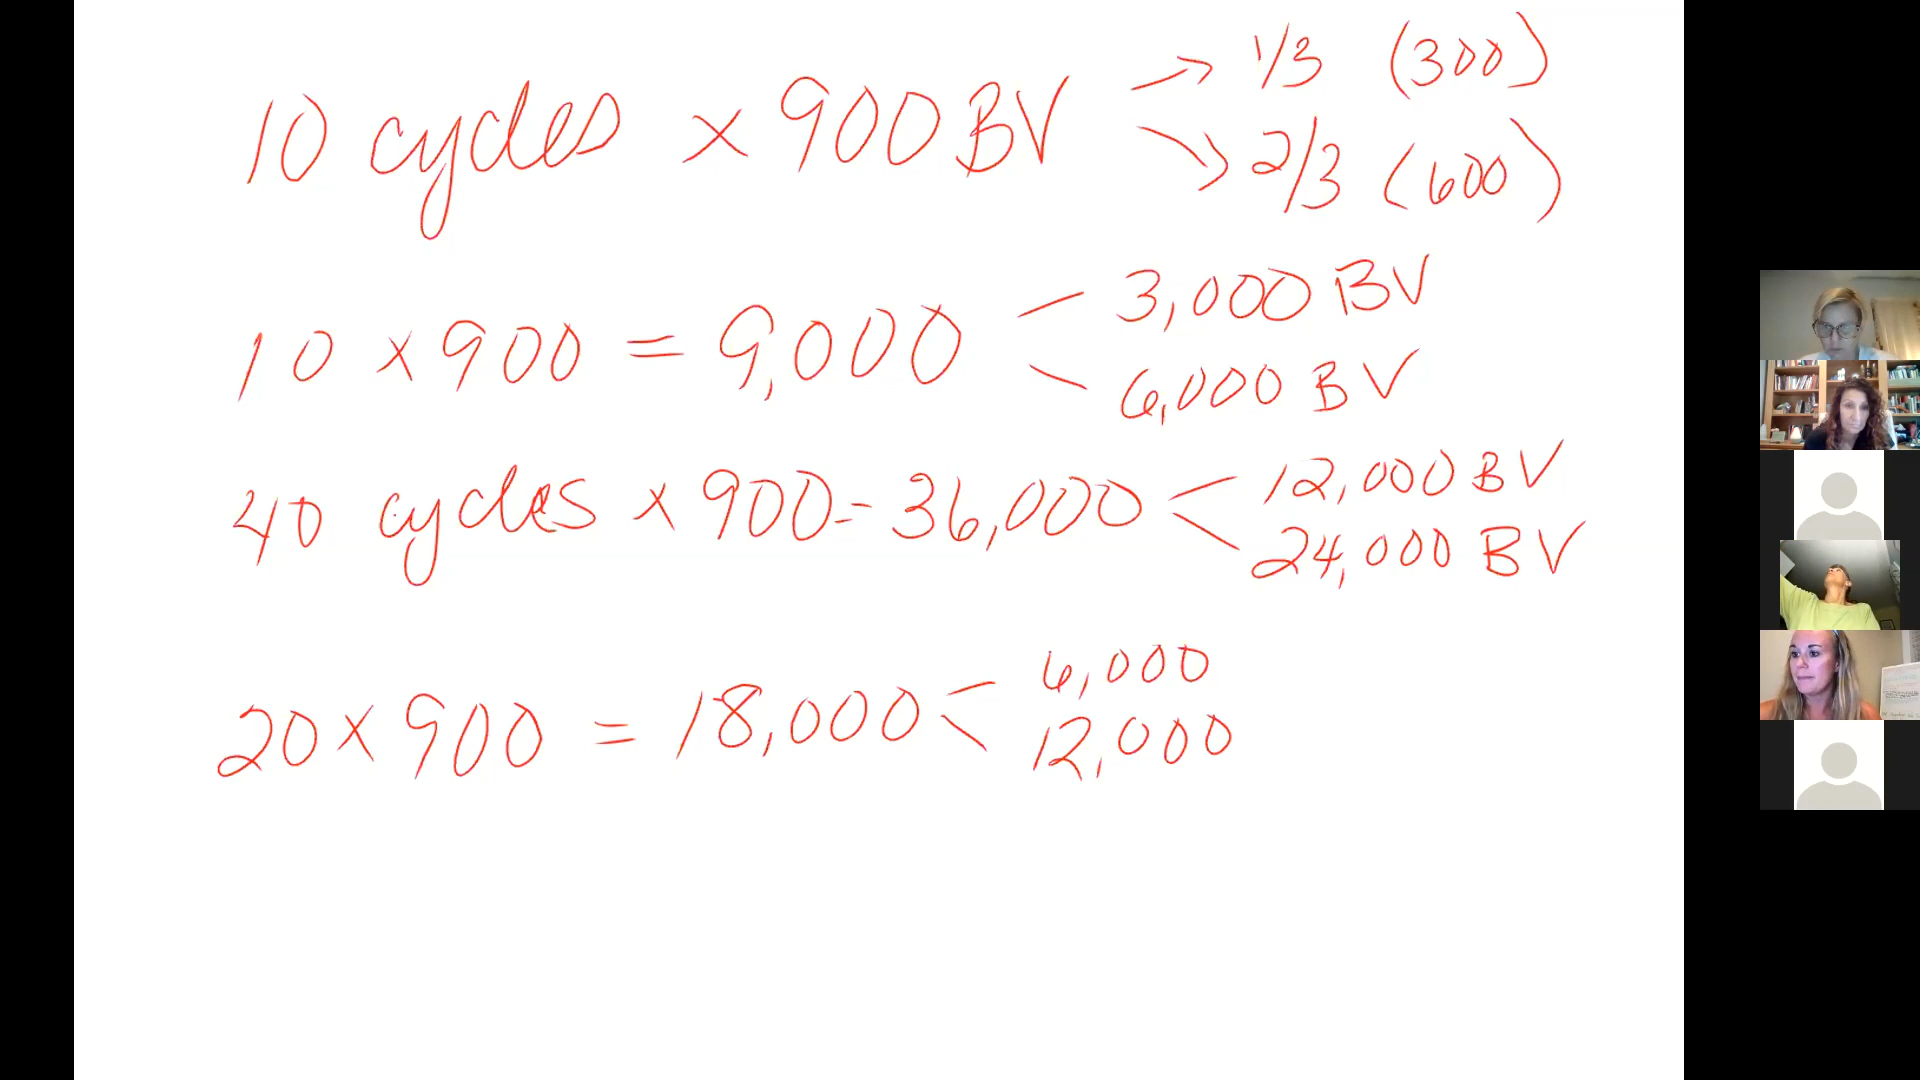 10 cycles x 900 BV → 1/3 (300)
→ 2/3 (600)
10 x 900 = 9,000 3,000 BV
6,000 BV
40 cycles x 900 = 36,000 < 12,000 BV
24,000 BV
20 x 900 = 18,000 < 6,000
12,000